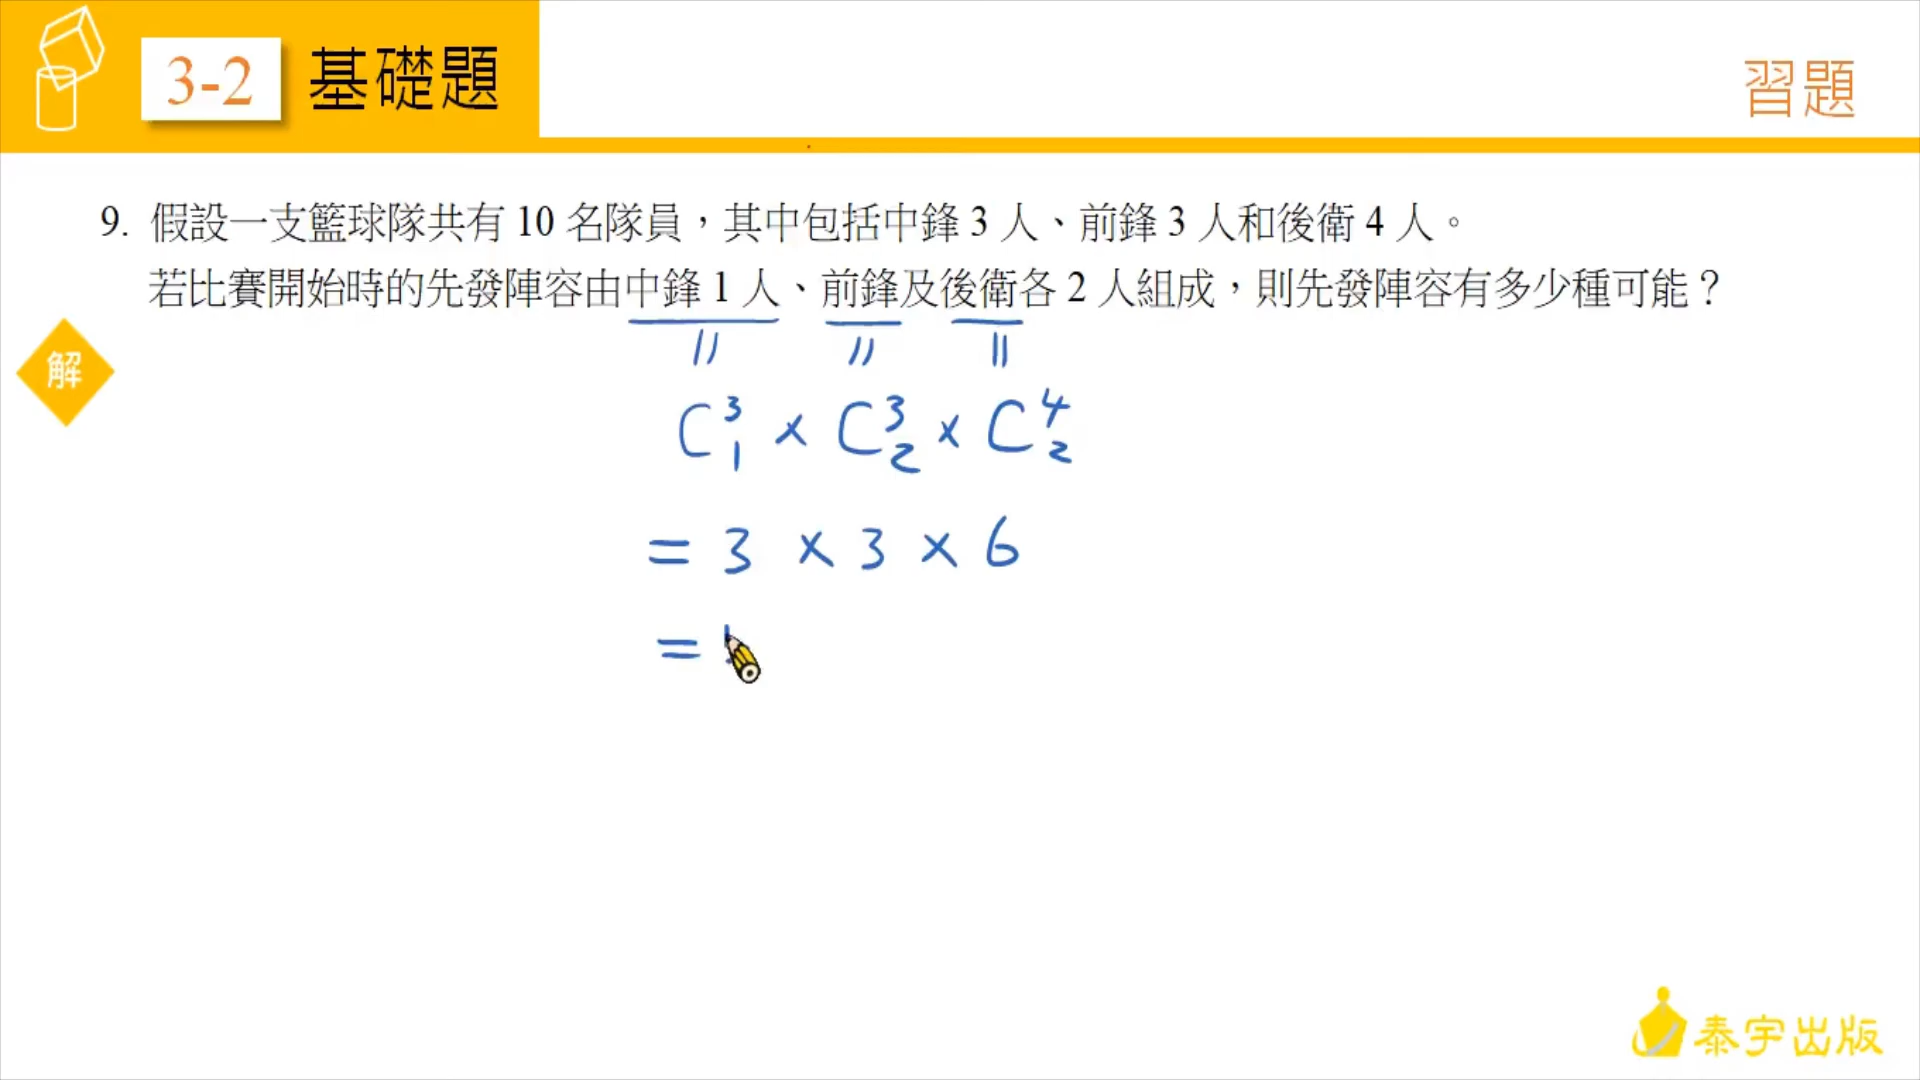 3-2 基礎題
習題
9. 假設一支籃球隊共有 10 名隊員，其中包括中鋒 3 人、前鋒 3 人和後衛 4 人。
若比賽開始時的先發陣容由中鋒 1 人、前鋒及後衛各 2 人組成，則先發陣容有多少種可能？
解
C³₁ × C³₂ × C⁴₂
= 3 × 3 × 6
=
泰宇出版